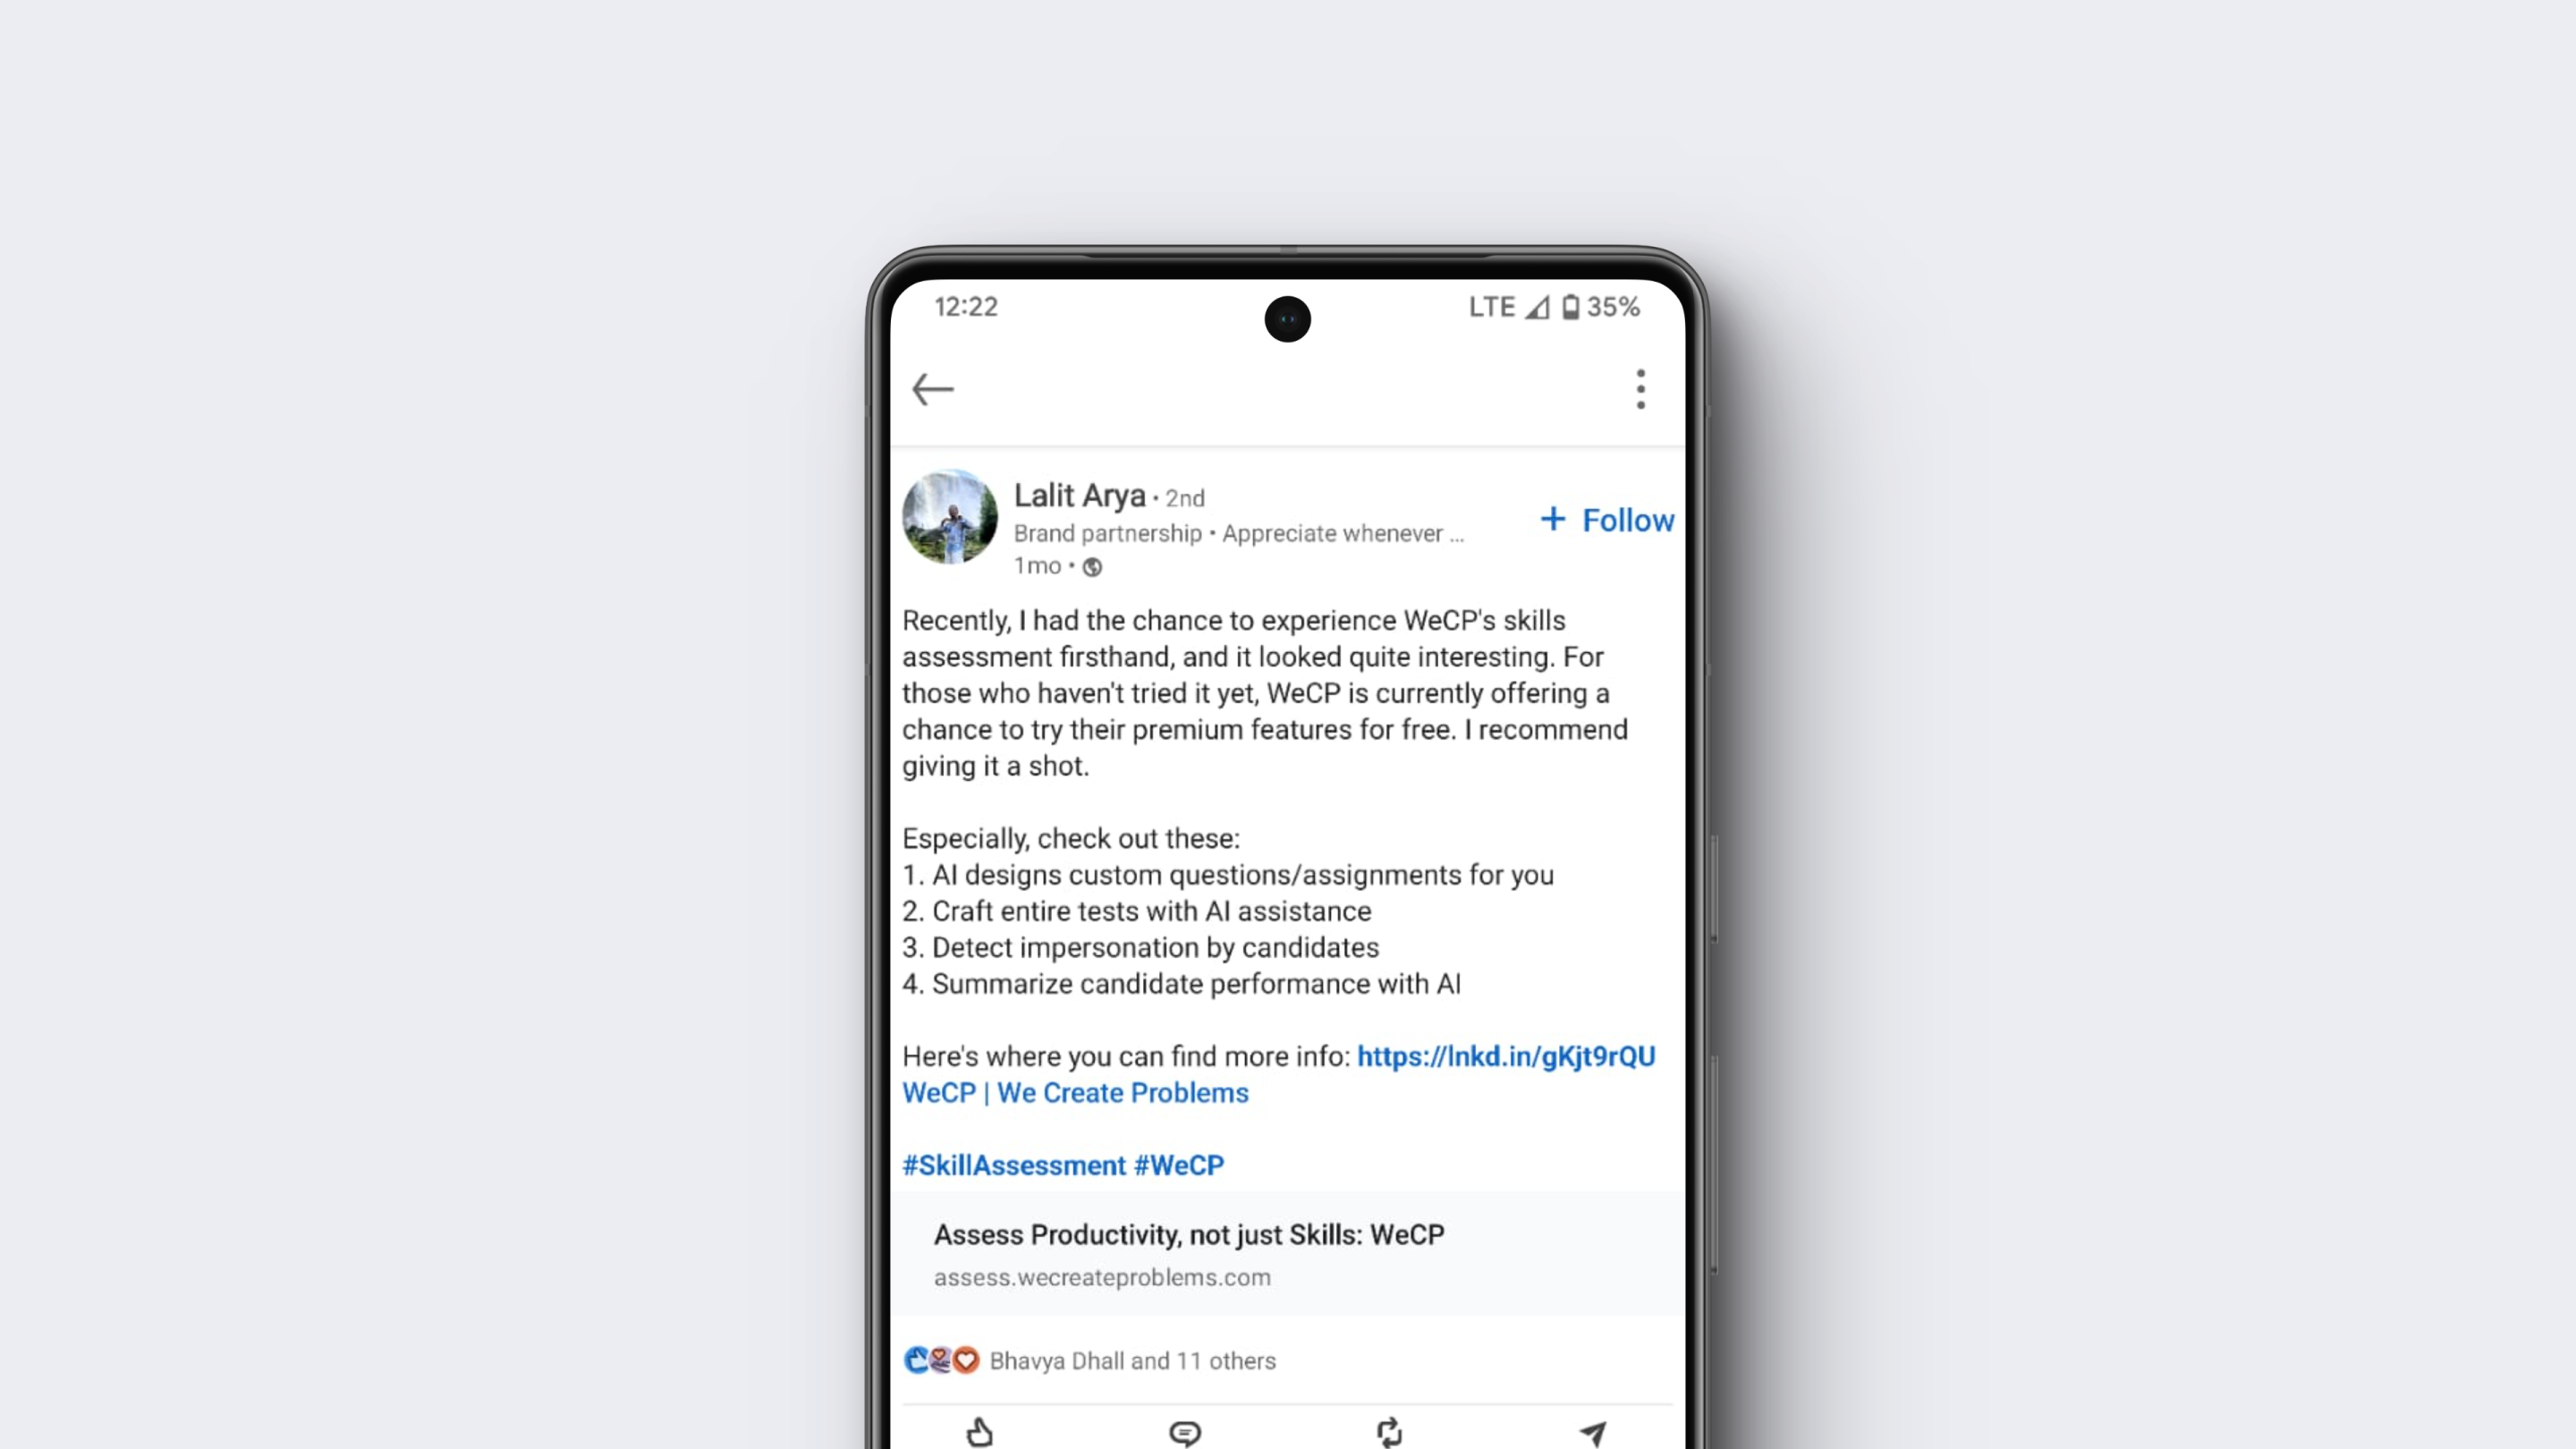 12:22
LTE 35%
Lalit Arya • 2nd
Brand partnership • Appreciate whenever ...
+ Follow
1mo •
Recently, I had the chance to experience WeCP's skills
assessment firsthand, and it looked quite interesting. For
those who haven't tried it yet, WeCP is currently offering a
chance to try their premium features for free. I recommend
giving it a shot.
Especially, check out these:
1. AI designs custom questions/assignments for you
2. Craft entire tests with AI assistance
3. Detect impersonation by candidates
4. Summarize candidate performance with AI
Here's where you can find more info: https://lnkd.in/gKjt9rQU
WeCP | We Create Problems
#SkillAssessment #WeCP
Assess Productivity, not just Skills: WeCP
assess.wecreateproblems.com
Bhavya Dhall and 11 others